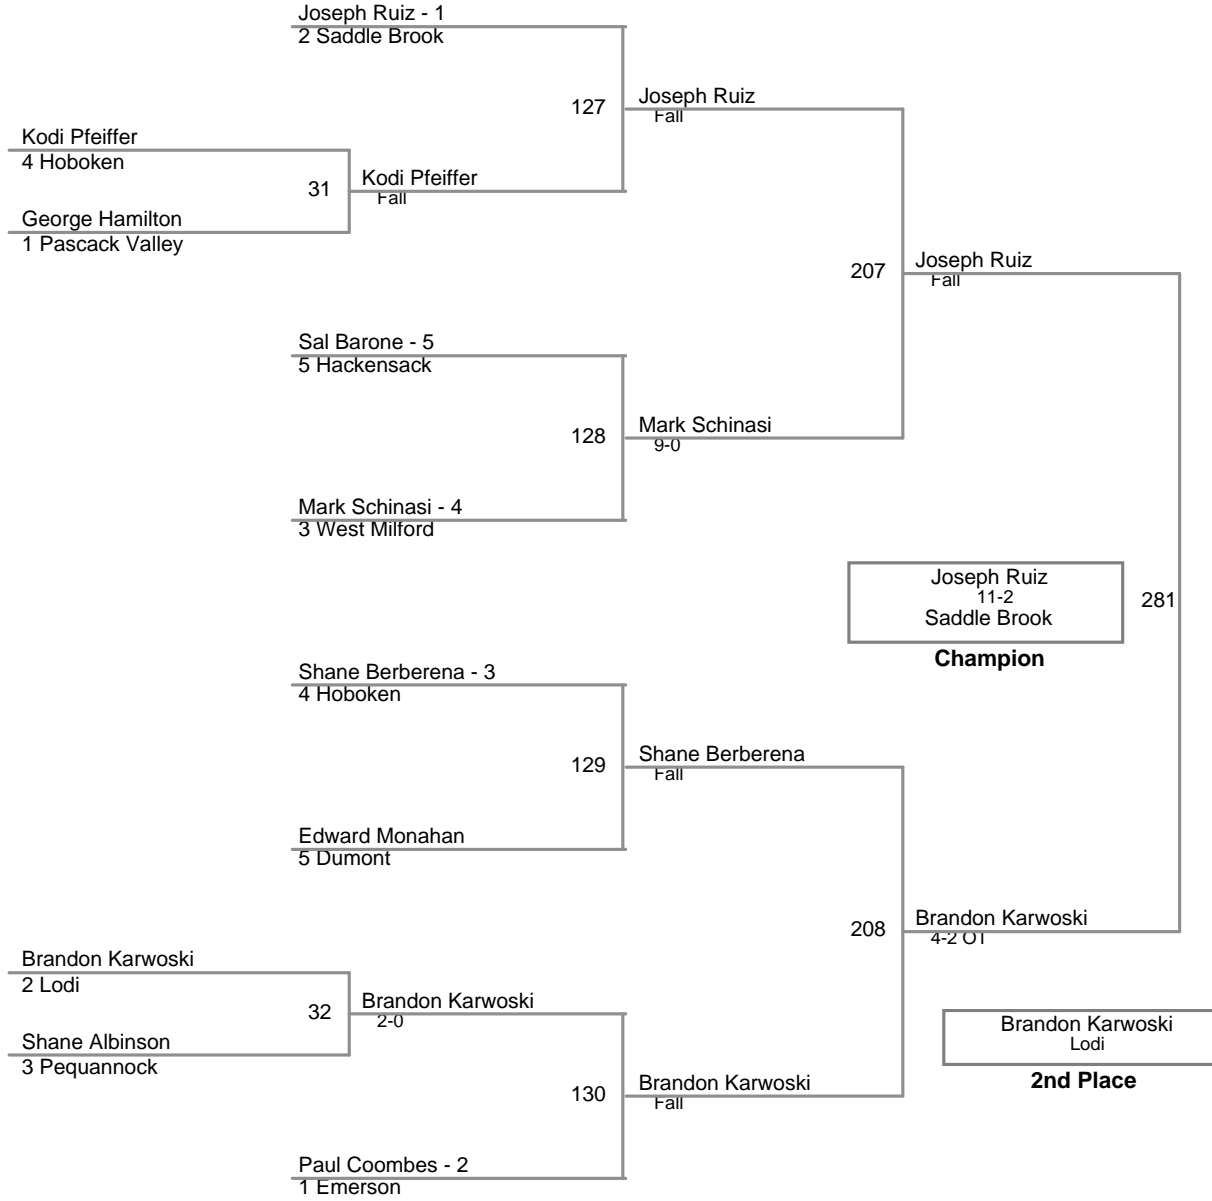 Joseph Ruiz - 1
2 Saddle Brook
127
Joseph Ruiz
Fall
Kodi Pfeiffer
4 Hoboken
31
Kodi Pfeiffer
Fall
George Hamilton
1 Pascack Valley
207
Joseph Ruiz
Fall
Sal Barone - 5
5 Hackensack
128
Mark Schinasi
9-0
Mark Schinasi - 4
3 West Milford
Joseph Ruiz
11-2
Saddle Brook
Champion
281
Shane Berberena - 3
4 Hoboken
129
Shane Berberena
Fall
Edward Monahan
5 Dumont
208
Brandon Karwoski
4-2 OT
Brandon Karwoski
2 Lodi
32
Brandon Karwoski
2-0
Shane Albinson
3 Pequannock
Brandon Karwoski
Lodi
2nd Place
130
Brandon Karwoski
Fall
Paul Coombes - 2
1 Emerson